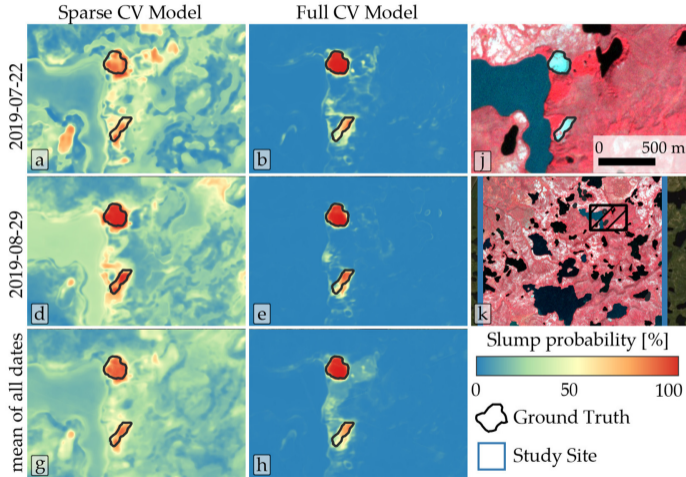 Sparse CV Model
Full CV Model
2019-07-22
a
b
j
0 500 m
2019-08-29
d
e
k
mean of all dates
g
h
Slump probability [%]
0 50 100
Ground Truth
Study Site